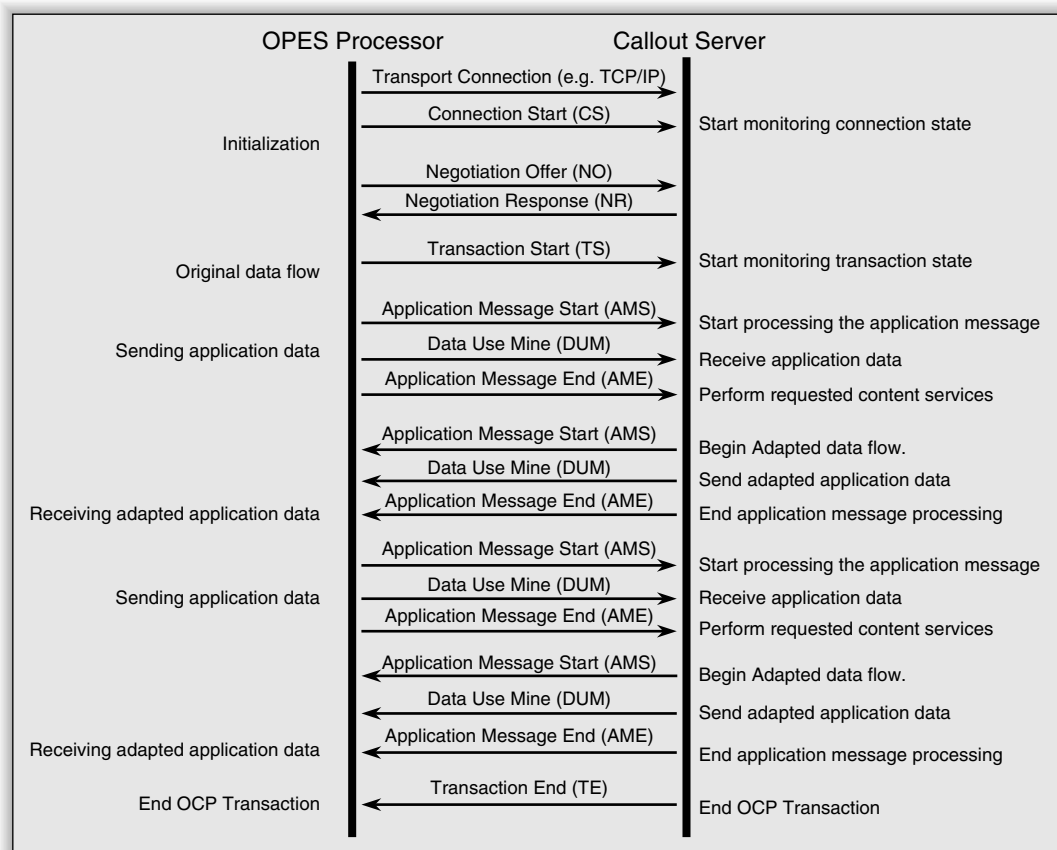 OPES Processor
Callout Server
Transport Connection (e.g. TCP/IP)
Connection Start (CS)
Start monitoring connection state
Initialization
Negotiation Offer (NO)
Negotiation Response (NR)
Transaction Start (TS)
Start monitoring transaction state
Original data flow
Application Message Start (AMS)
Start processing the application message
Sending application data
Data Use Mine (DUM)
Receive application data
Application Message End (AME)
Perform requested content services
Application Message Start (AMS)
Begin Adapted data flow.
Data Use Mine (DUM)
Send adapted application data
Receiving adapted application data
Application Message End (AME)
End application message processing
Application Message Start (AMS)
Start processing the application message
Sending application data
Data Use Mine (DUM)
Receive application data
Application Message End (AME)
Perform requested content services
Application Message Start (AMS)
Begin Adapted data flow.
Data Use Mine (DUM)
Send adapted application data
Receiving adapted application data
Application Message End (AME)
End application message processing
Transaction End (TE)
End OCP Transaction
End OCP Transaction